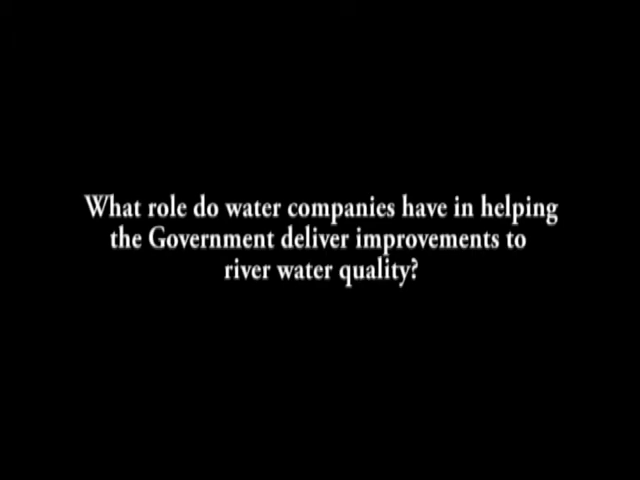 What role do water companies have in helping
the Government deliver improvements to
river water quality?